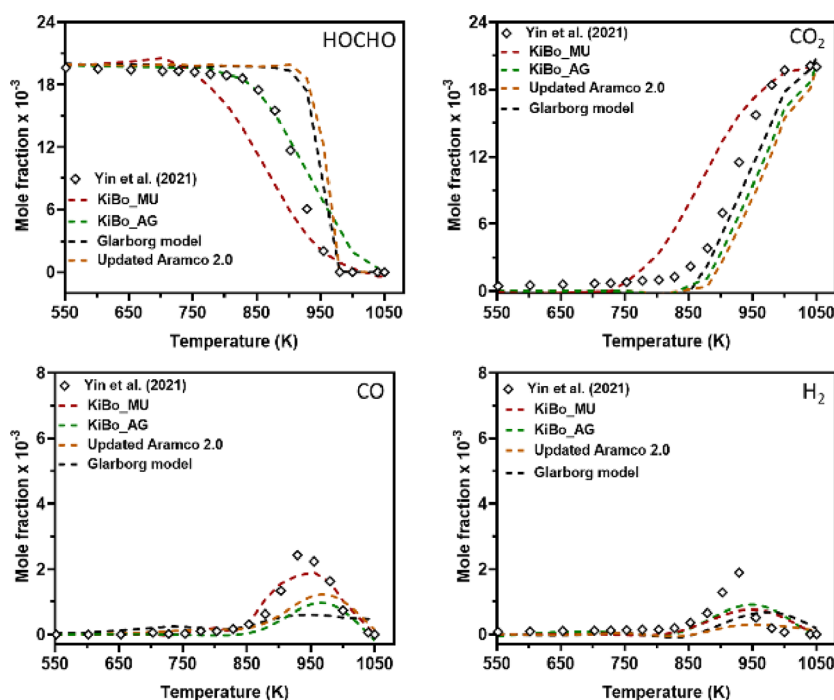 24
18
12
6
0
Mole fraction x 10⁻³
HOCHO
Yin et al. (2021)
KiBo_MU
KiBo_AG
Glarborg model
Updated Aramco 2.0
550 650 750 850 950 1050
Temperature (K)
24
18
12
6
0
Mole fraction x 10⁻³
CO₂
Yin et al. (2021)
KiBo_MU
KiBo_AG
Updated Aramco 2.0
Glarborg model
550 650 750 850 950 1050
Temperature (K)
8
6
4
2
0
Mole fraction x 10⁻³
CO
Yin et al. (2021)
KiBo_MU
KiBo_AG
Updated Aramco 2.0
Glarborg model
550 650 750 850 950 1050
Temperature (K)
8
6
4
2
0
Mole fraction x 10⁻³
H₂
Yin et al. (2021)
KiBo_MU
KiBo_AG
Updated Aramco 2.0
Glarborg model
550 650 750 850 950 1050
Temperature (K)